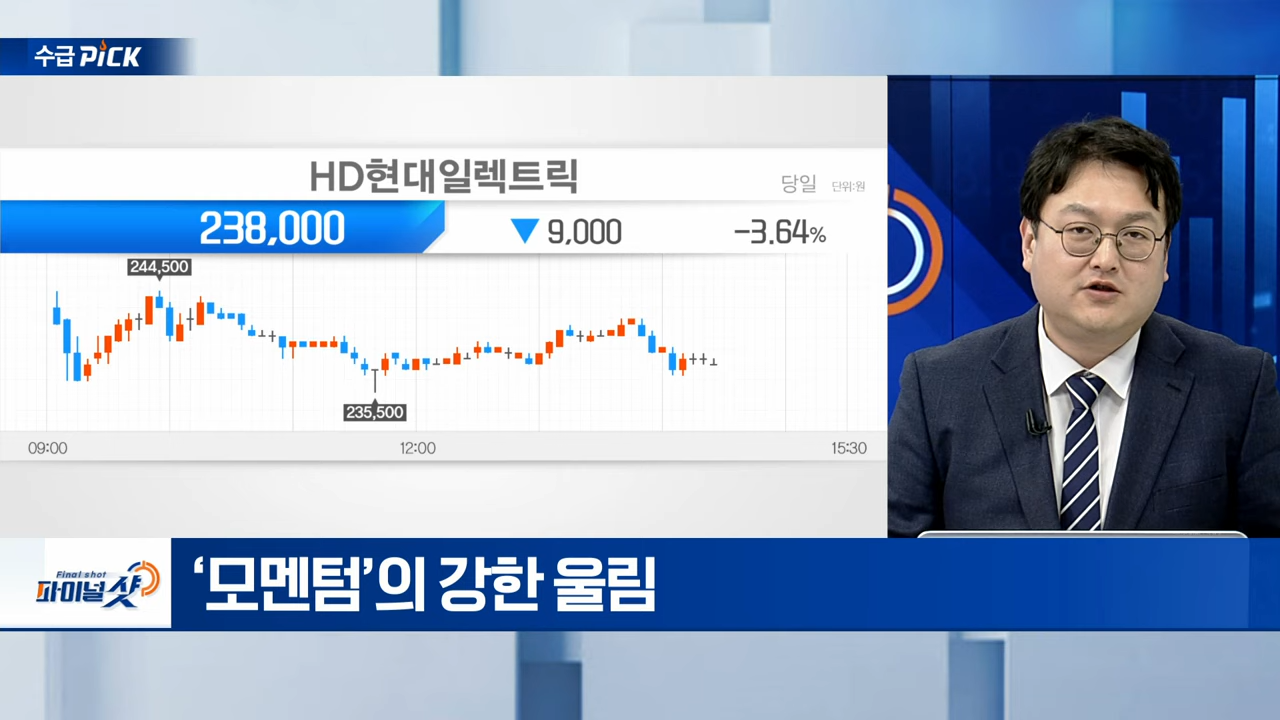 수급 PiCK
HD현대일렉트릭
당일 단위:원
238,000 ▼ 9,000 -3.64%
244,500
235,500
09:00 12:00 15:30
Final shot
파이널샷
‘모멘텀’의 강한 울림